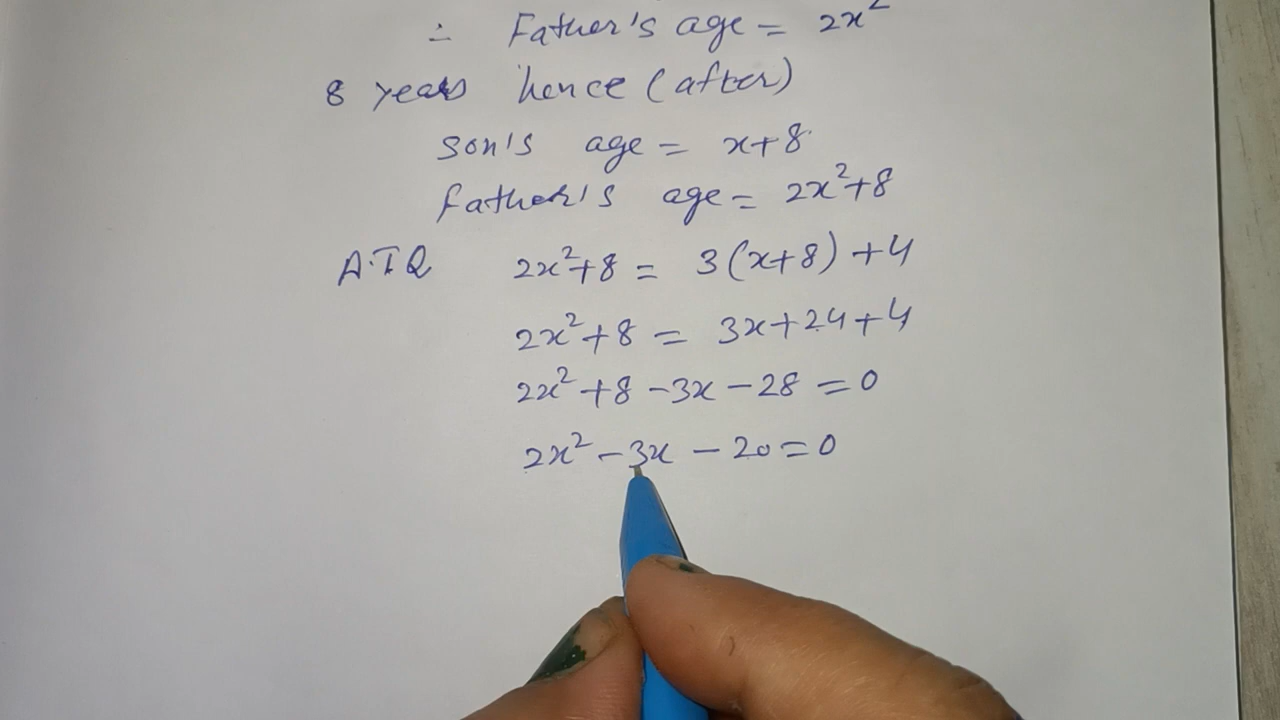 ∴ Father's age = 2x²
8 years hence (after)
son's age = x+8
Father's age = 2x²+8
A.T.Q 2x²+8 = 3(x+8)+4
2x²+8 = 3x+24+4
2x²+8-3x-28=0
2x²-3x-20=0